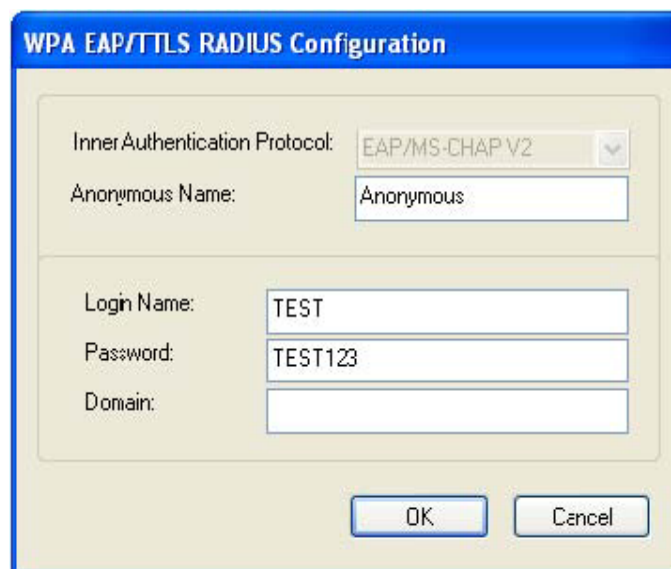 WPA EAP/TTLS RADIUS Configuration
Inner Authentication Protocol: EAP/MS-CHAP V2
Anonymous Name: Anonymous
Login Name: TEST
Password: TEST123
Domain:
OK Cancel